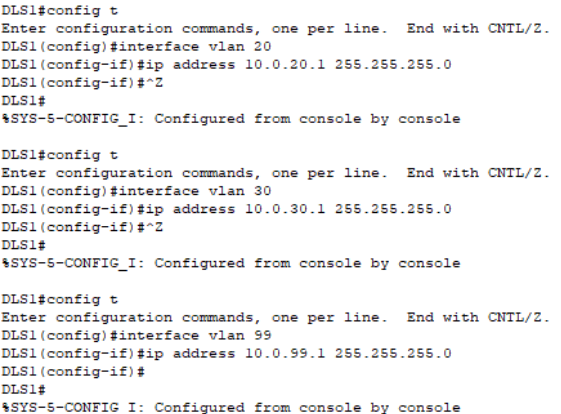 DLS1#config t
Enter configuration commands, one per line.  End with CNTL/Z.
DLS1(config)#interface vlan 20
DLS1(config-if)#ip address 10.0.20.1 255.255.255.0
DLS1(config-if)#^Z
DLS1#
%SYS-5-CONFIG_I: Configured from console by console
DLS1#config t
Enter configuration commands, one per line.  End with CNTL/Z.
DLS1(config)#interface vlan 30
DLS1(config-if)#ip address 10.0.30.1 255.255.255.0
DLS1(config-if)#^Z
DLS1#
%SYS-5-CONFIG_I: Configured from console by console
DLS1#config t
Enter configuration commands, one per line.  End with CNTL/Z.
DLS1(config)#interface vlan 99
DLS1(config-if)#ip address 10.0.99.1 255.255.255.0
DLS1(config-if)#
DLS1#
%SYS-5-CONFIG_I: Configured from console by console